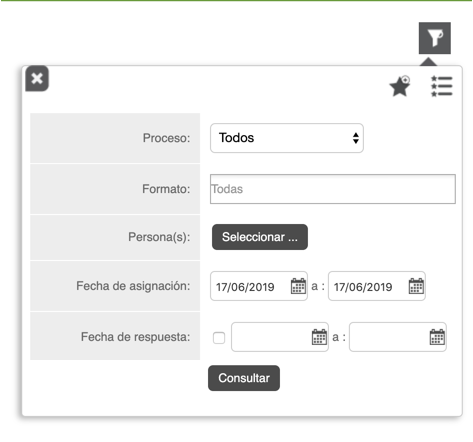 Proceso: Todos
Formato: Todas
Persona(s): Seleccionar ...
Fecha de asignación: 17/06/2019 a : 17/06/2019
Fecha de respuesta: a :
Consultar